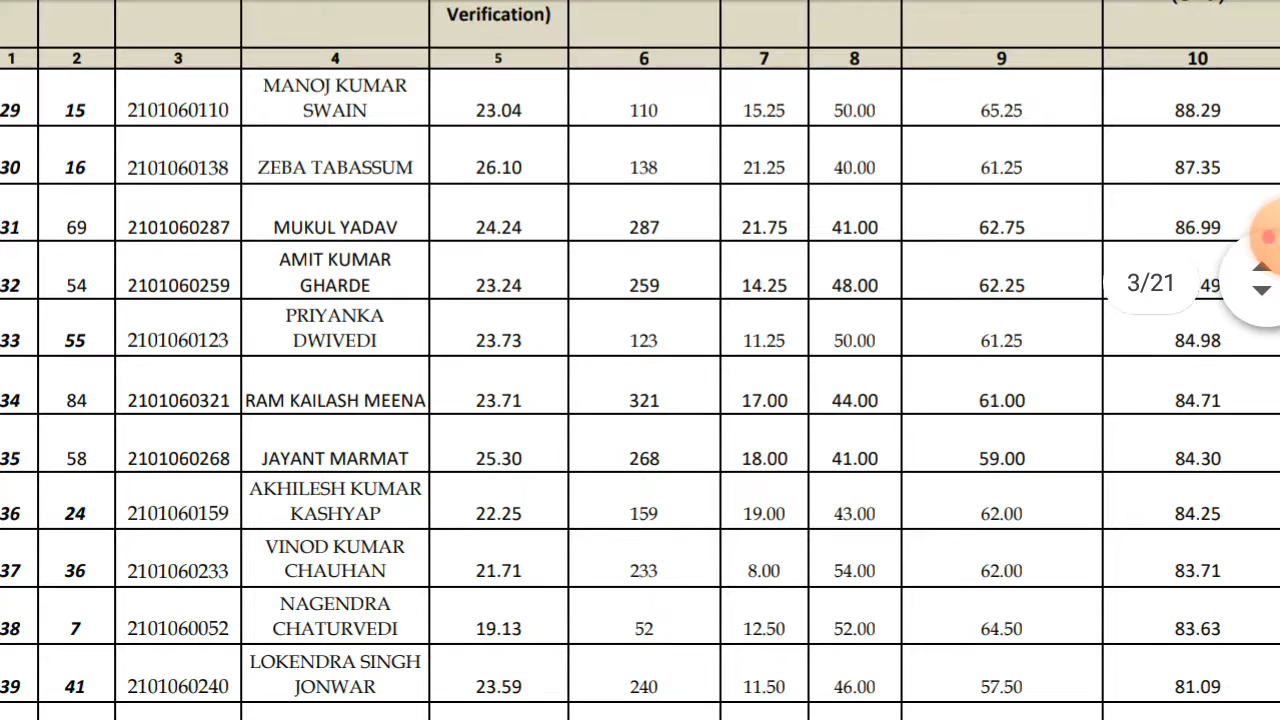 Verification)
1 2 3 4 5 6 7 8 9 10
29 15 2101060110 MANOJ KUMAR SWAIN 23.04 110 15.25 50.00 65.25 88.29
30 16 2101060138 ZEBA TABASSUM 26.10 138 21.25 40.00 61.25 87.35
31 69 2101060287 MUKUL YADAV 24.24 287 21.75 41.00 62.75 86.99
32 54 2101060259 AMIT KUMAR GHARDE 23.24 259 14.25 48.00 62.25 49
3/21
33 55 2101060123 PRIYANKA DWIVEDI 23.73 123 11.25 50.00 61.25 84.98
34 84 2101060321 RAM KAILASH MEENA 23.71 321 17.00 44.00 61.00 84.71
35 58 2101060268 JAYANT MARMAT 25.30 268 18.00 41.00 59.00 84.30
36 24 2101060159 AKHILESH KUMAR KASHYAP 22.25 159 19.00 43.00 62.00 84.25
37 36 2101060233 VINOD KUMAR CHAUHAN 21.71 233 8.00 54.00 62.00 83.71
38 7 2101060052 NAGENDRA CHATURVEDI 19.13 52 12.50 52.00 64.50 83.63
39 41 2101060240 LOKENDRA SINGH JONWAR 23.59 240 11.50 46.00 57.50 81.09